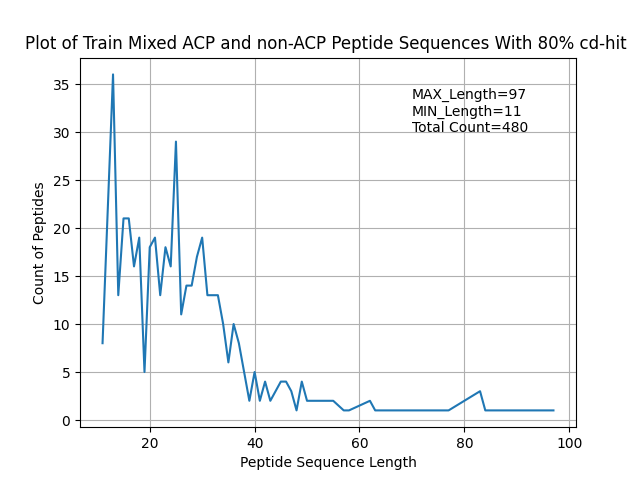 Plot of Train Mixed ACP and non-ACP Peptide Sequences With 80% cd-hit
MAX_Length=97
MIN_Length=11
Total Count=480
35
30
25
20
15
10
5
0
Count of Peptides
20 40 60 80 100
Peptide Sequence Length